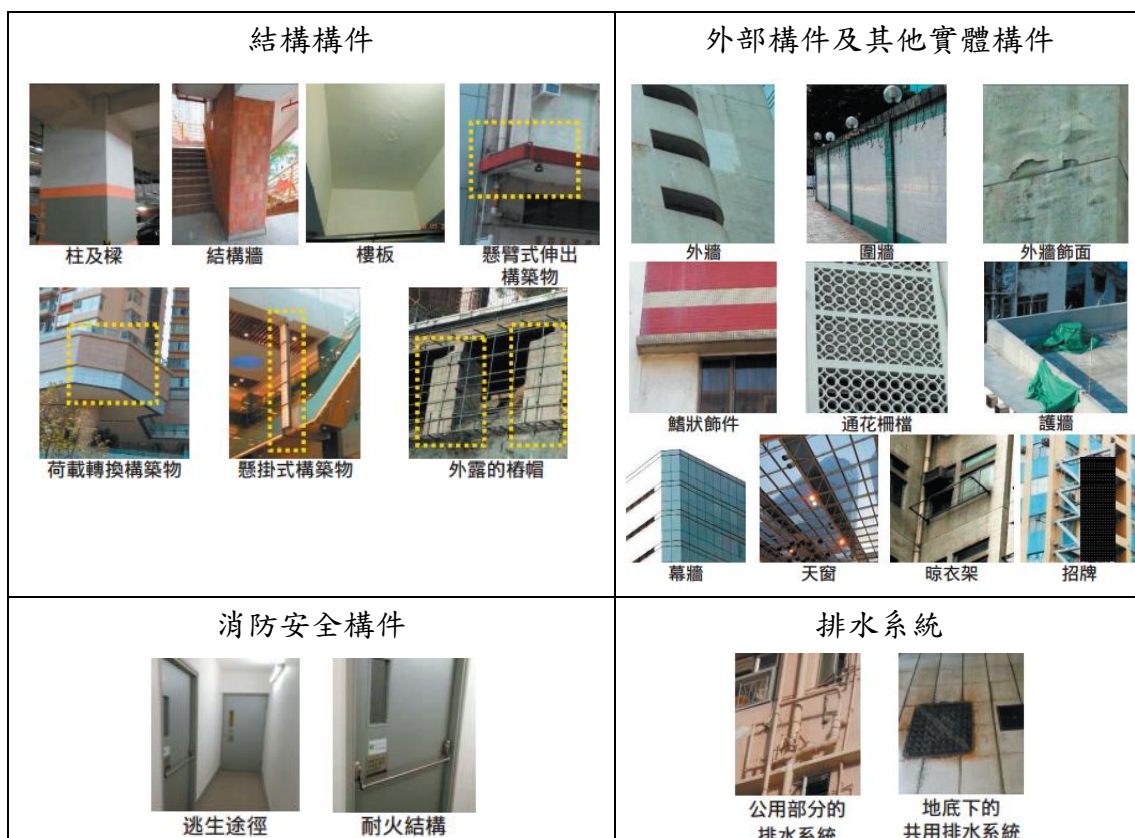 結構構件
柱及樑
結構牆
樓板
懸臂式伸出
構築物
荷載轉換構築物
懸掛式構築物
外露的樁帽
外部構件及其他實體構件
外牆
圍牆
外牆飾面
鰭狀飾件
通花柵檔
護牆
幕牆
天窗
晾衣架
招牌
消防安全構件
逃生途徑
耐火結構
排水系統
公用部分的
排水系統
地底下的
共用排水系統